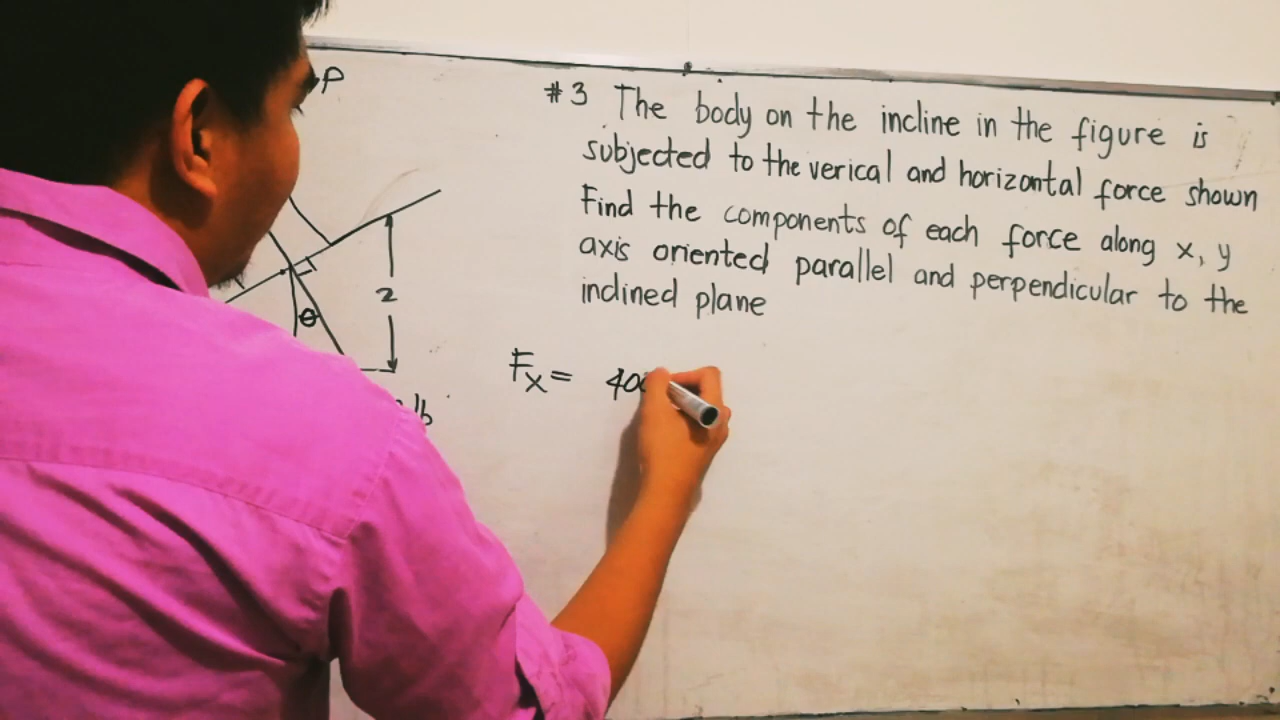 P
#3 The body on the incline in the figure is
subjected to the verical and horizontal force shown
Find the components of each force along x, y
axis oriented parallel and perpendicular to the
inclined plane
2
θ
lb
Fx = 40